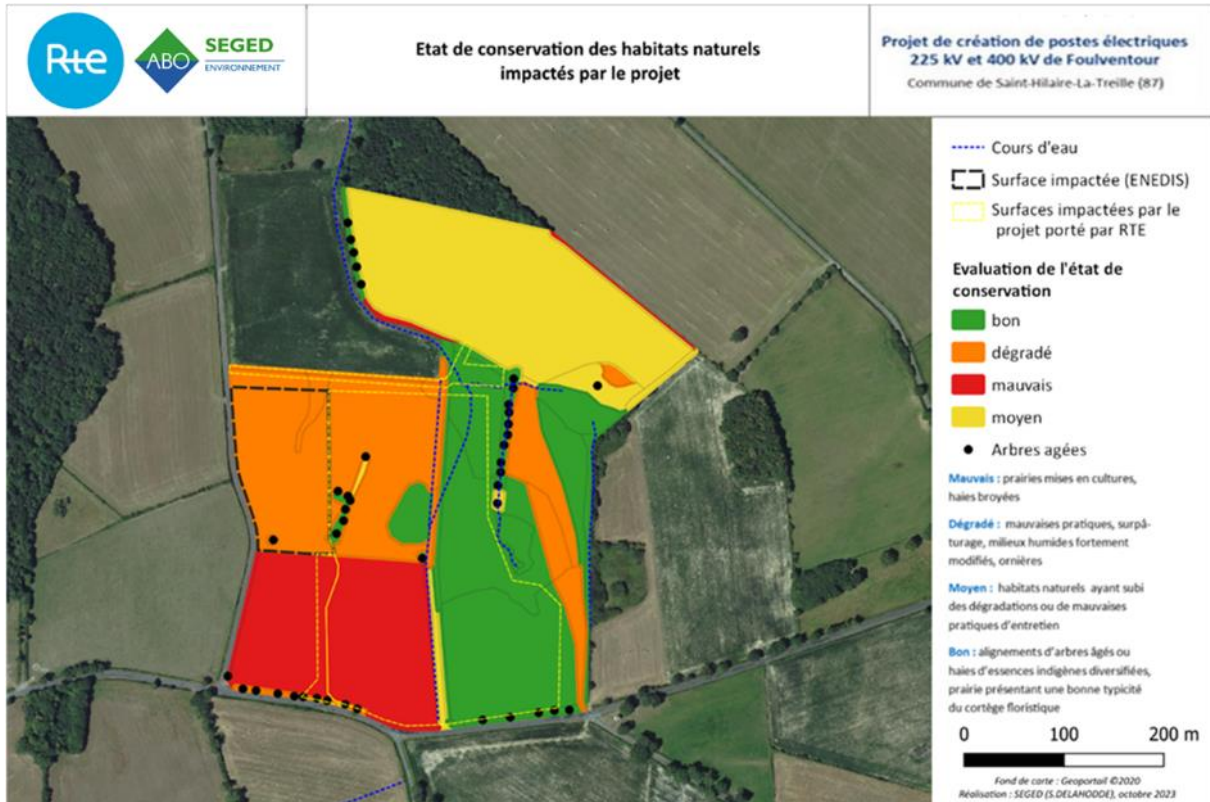 Rte
ABO
SEGED
ENVIRONNEMENT
Etat de conservation des habitats naturels
impactés par le projet
Projet de création de postes électriques
225 kV et 400 kV de Foulventour
Commune de Saint-Hilaire-La-Treille (87)
Cours d'eau
Surface impactée (ENEDIS)
Surfaces impactées par le
projet porté par RTE
Evaluation de l'état de
conservation
bon
dégradé
mauvais
moyen
Arbres agées
Mauvais : prairies mises en cultures,
haies broyées
Dégradé : mauvaises pratiques, surpâ-
turage, milieux humides fortement
modifiés, ornières
Moyen : habitats naturels ayant subi
des dégradations ou de mauvaises
pratiques d'entretien
Bon : alignements d'arbres âgés ou
haies d'essences indigènes diversifiées,
prairie présentant une bonne typicité
du cortège floristique
0 100 200 m
Fond de carte : Geoportail ©2020
Réalisation : SEGED (S.DELAHODDE), octobre 2023